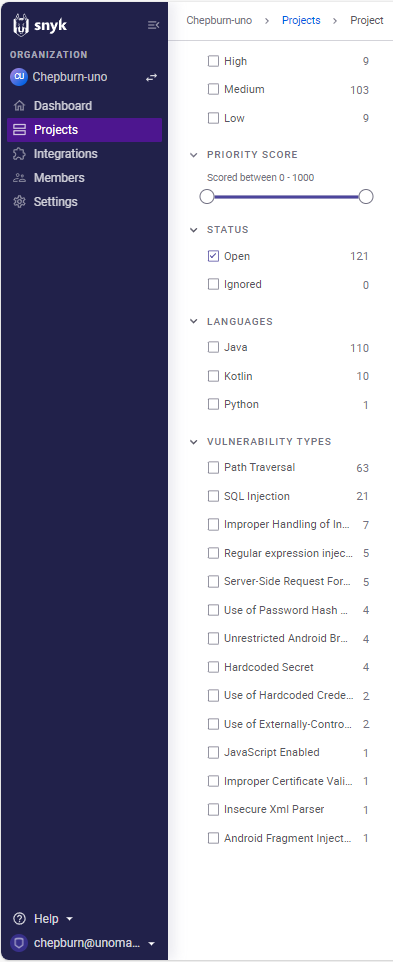 snyk
ORGANIZATION
CU Chepburn-uno
Dashboard
Projects
Integrations
Members
Settings
Help
chepburn@unoma...
Chepburn-uno > Projects > Project
High 9
Medium 103
Low 9
PRIORITY SCORE
Scored between 0 - 1000
STATUS
Open 121
Ignored 0
LANGUAGES
Java 110
Kotlin 10
Python 1
VULNERABILITY TYPES
Path Traversal 63
SQL Injection 21
Improper Handling of In... 7
Regular expression injec... 5
Server-Side Request For... 5
Use of Password Hash ... 4
Unrestricted Android Br... 4
Hardcoded Secret 4
Use of Hardcoded Crede... 2
Use of Externally-Contro... 2
JavaScript Enabled 1
Improper Certificate Vali... 1
Insecure Xml Parser 1
Android Fragment Inject... 1